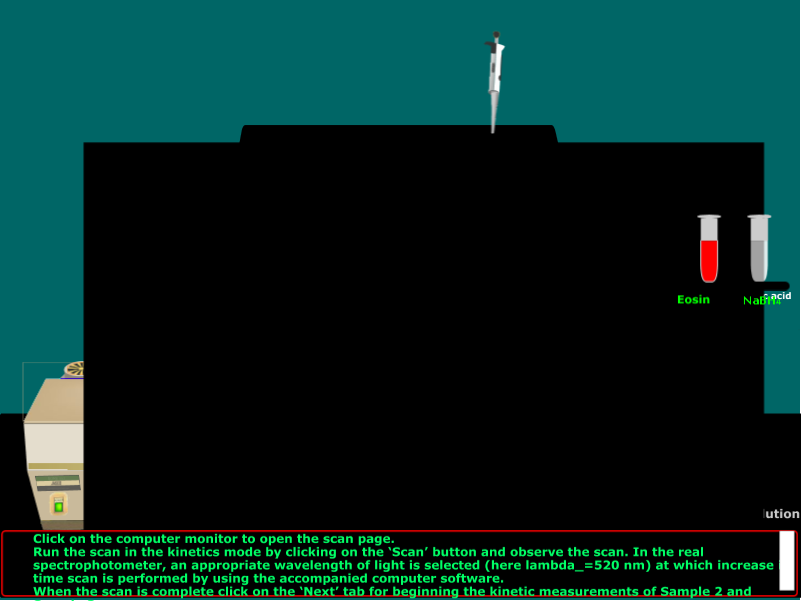 Eosin
NaBH4
c acid
lution
Click on the computer monitor to open the scan page.
Run the scan in the kinetics mode by clicking on the ‘Scan’ button and observe the scan. In the real
spectrophotometer, an appropriate wavelength of light is selected (here lambda_=520 nm) at which increase
time scan is performed by using the accompanied computer software.
When the scan is complete click on the ‘Next’ tab for beginning the kinetic measurements of Sample 2 and